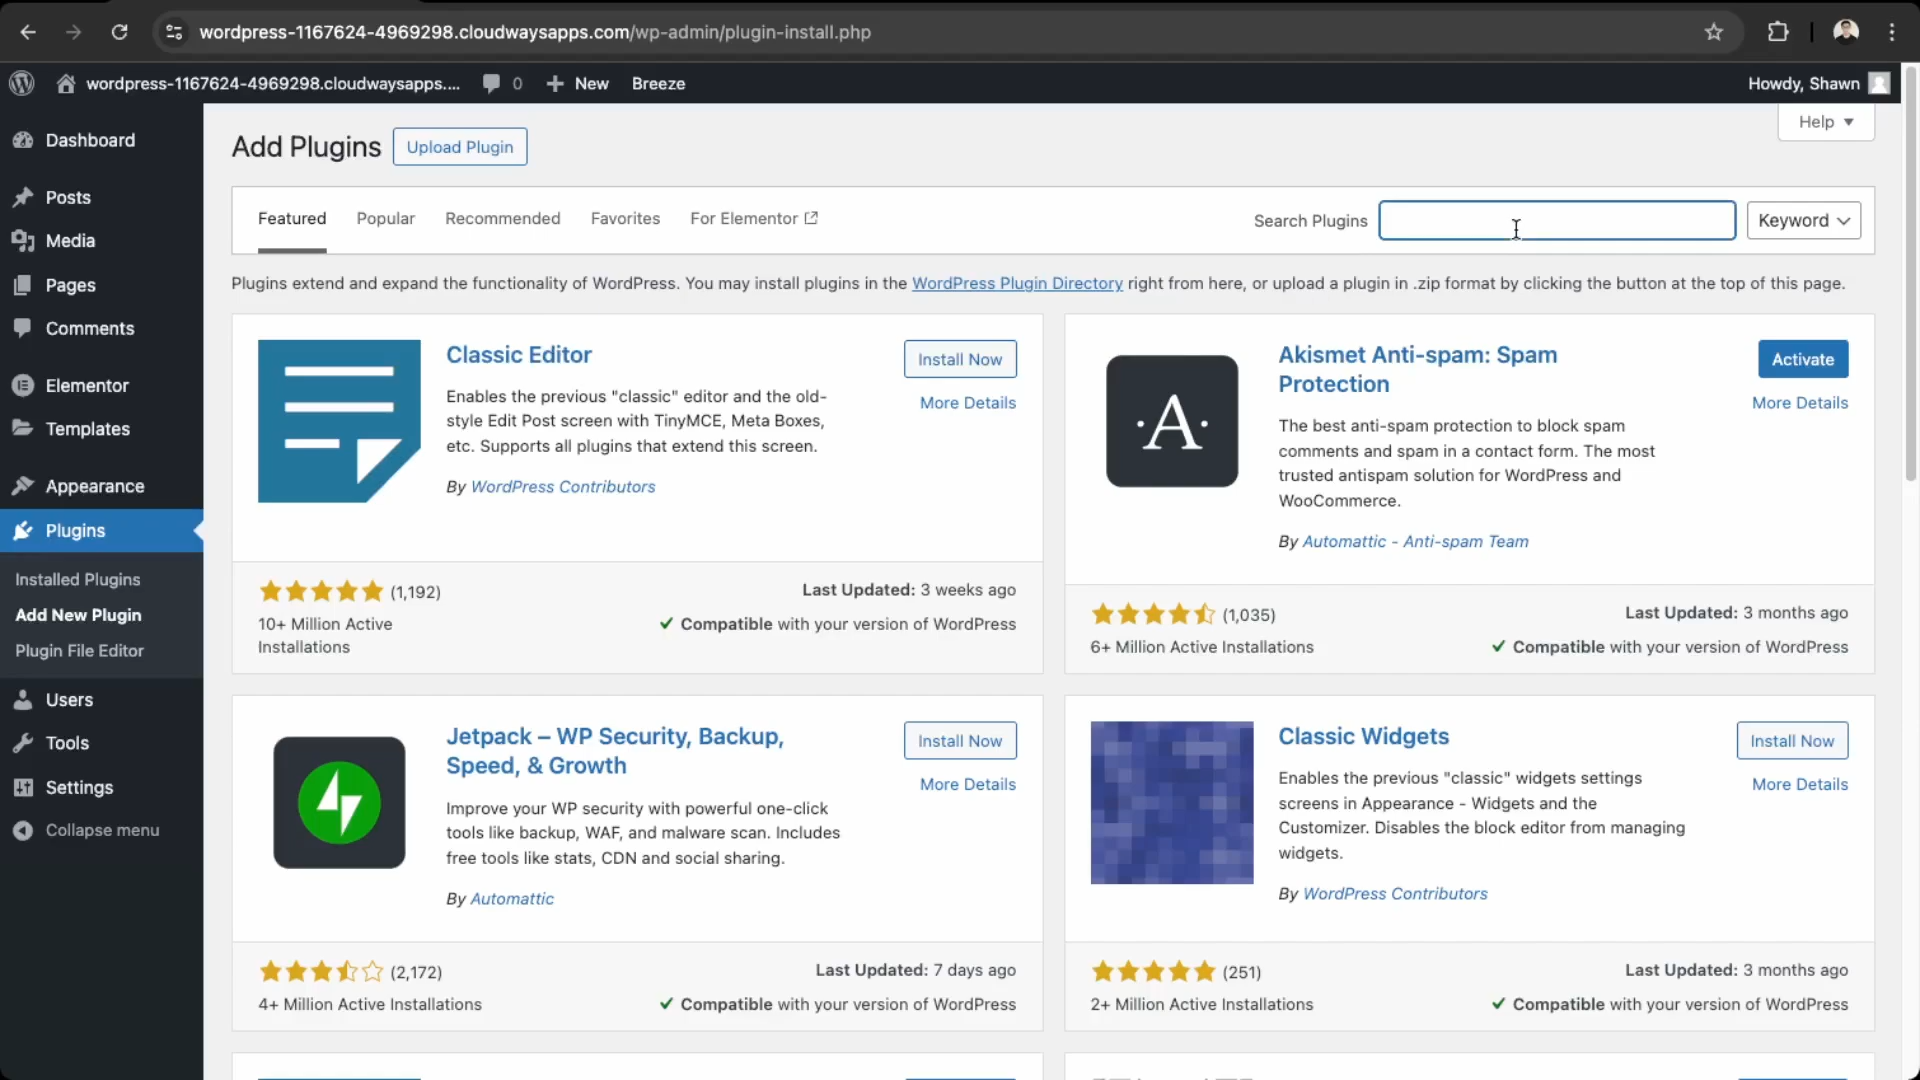 wordpress-1167624-4969298.cloudwaysapps.com/wp-admin/plugin-install.php
wordpress-1167624-4969298.cloudwaysapps....
0
New
Breeze
Howdy, Shawn
Dashboard
Posts
Media
Pages
Comments
Elementor
Templates
Appearance
Plugins
Installed Plugins
Add New Plugin
Plugin File Editor
Users
Tools
Settings
Collapse menu
Help
Add Plugins
Upload Plugin
Featured
Popular
Recommended
Favorites
For Elementor
Search Plugins
Keyword
Plugins extend and expand the functionality of WordPress. You may install plugins in the WordPress Plugin Directory right from here, or upload a plugin in .zip format by clicking the button at the top of this page.
Classic Editor
Install Now
More Details
Enables the previous "classic" editor and the old-
style Edit Post screen with TinyMCE, Meta Boxes,
etc. Supports all plugins that extend this screen.
By WordPress Contributors
(1,192)
10+ Million Active
Installations
Last Updated: 3 weeks ago
Compatible with your version of WordPress
·A·
Akismet Anti-spam: Spam
Protection
Activate
More Details
The best anti-spam protection to block spam
comments and spam in a contact form. The most
trusted antispam solution for WordPress and
WooCommerce.
By Automattic - Anti-spam Team
(1,035)
6+ Million Active Installations
Last Updated: 3 months ago
Compatible with your version of WordPress
Jetpack – WP Security, Backup,
Speed, & Growth
Install Now
More Details
Improve your WP security with powerful one-click
tools like backup, WAF, and malware scan. Includes
free tools like stats, CDN and social sharing.
By Automattic
(2,172)
4+ Million Active Installations
Last Updated: 7 days ago
Compatible with your version of WordPress
Classic Widgets
Install Now
More Details
Enables the previous "classic" widgets settings
screens in Appearance - Widgets and the
Customizer. Disables the block editor from managing
widgets.
By WordPress Contributors
(251)
2+ Million Active Installations
Last Updated: 3 months ago
Compatible with your version of WordPress